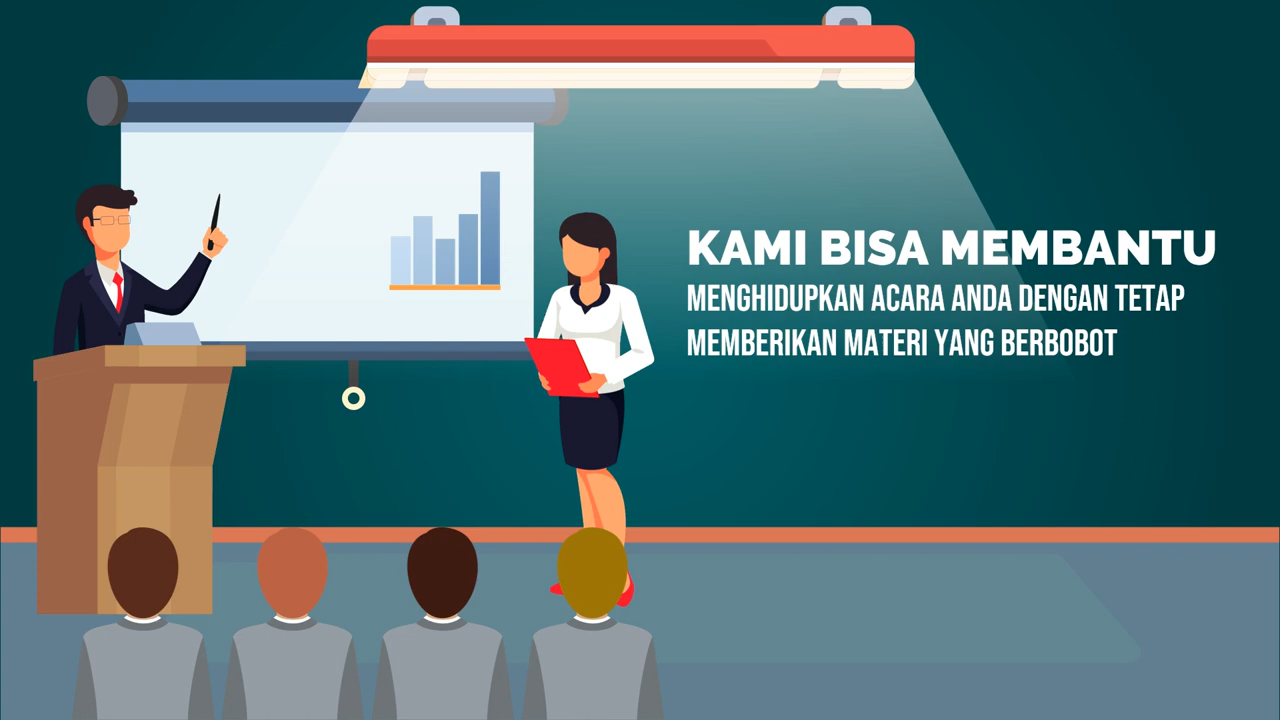 KAMI BISA MEMBANTU
MENGHIDUPKAN ACARA ANDA DENGAN TETAP
MEMBERIKAN MATERI YANG BERBOBOT